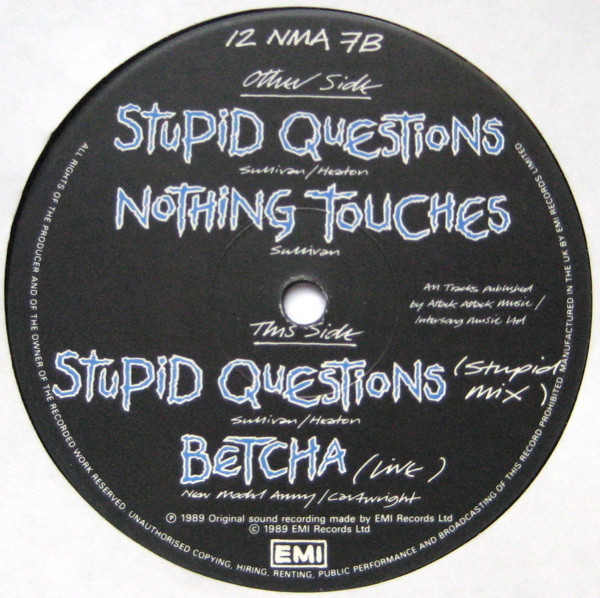 12 NMA 7B
Other Side
STUPID QUESTIONS
Sullivan/Heaton
NOTHING TOUCHES
Sullivan
All Tracks published
by Attack Attack Music/
Intersong Music Ltd
This Side
STUPID QUESTIONS (Stupid
mix)
Sullivan/Heaton
BETCHA (Live)
New Model Army/Cartwright
℗ 1989 Original sound recording made by EMI Records Ltd
© 1989 EMI Records Ltd
EMI
ALL RIGHTS OF THE PRODUCER AND OF THE OWNER OF THE RECORDED WORK RESERVED. UNAUTHORISED COPYING, HIRING, RENTING, PUBLIC PERFORMANCE AND BROADCASTING OF THIS RECORD PROHIBITED. MANUFACTURED IN THE UK BY EMI RECORDS LIMITED